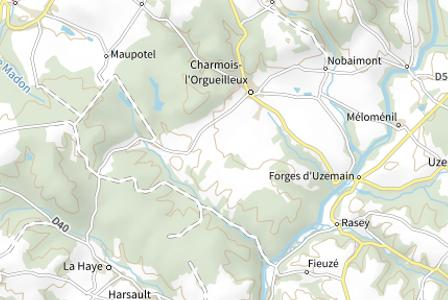 Maupotel
Nobaimont
Charmois-
l'Orgueilleux
Madon
D5
Méloménil
Uze
Forges d'Uzemain
D40
Rasey
La Haye
Fieuzé
Harsault